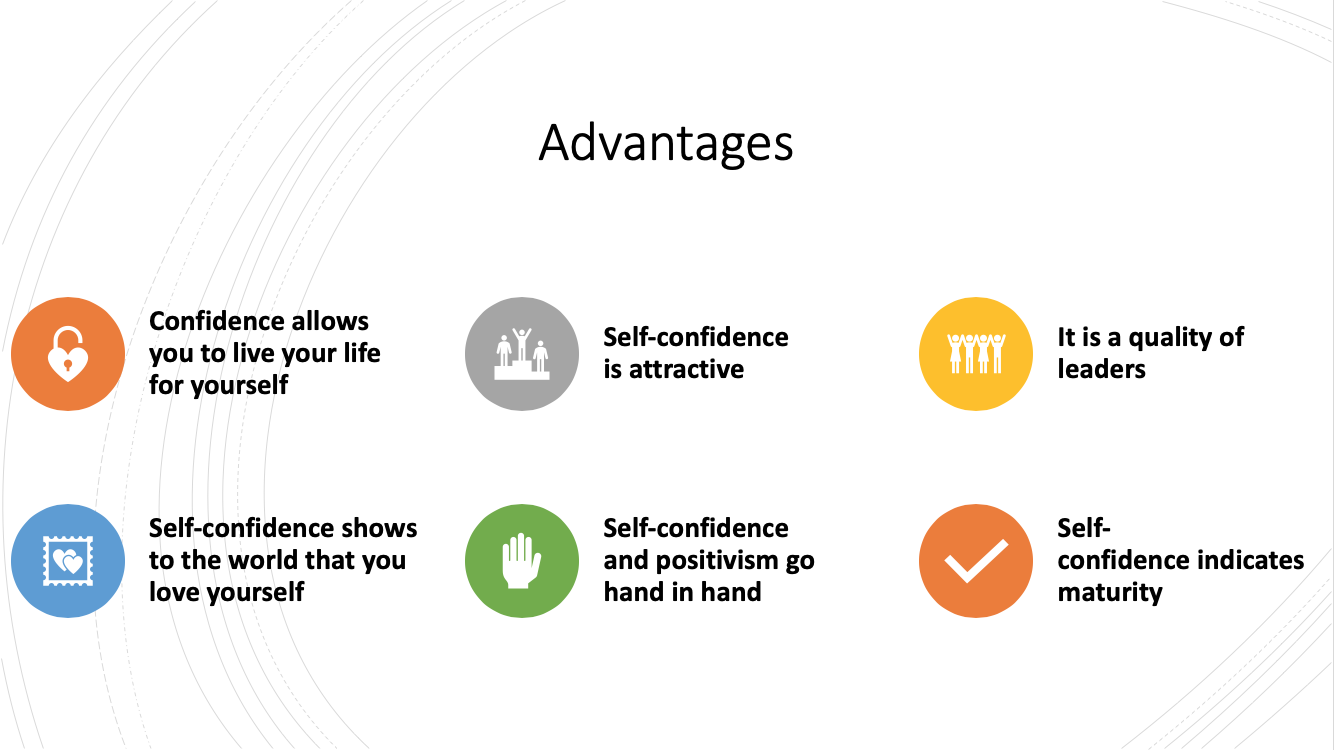 Advantages
Confidence allows
you to live your life
for yourself
Self-confidence
is attractive
It is a quality of
leaders
Self-confidence shows
to the world that you
love yourself
Self-confidence
and positivism go
hand in hand
Self-
confidence indicates
maturity